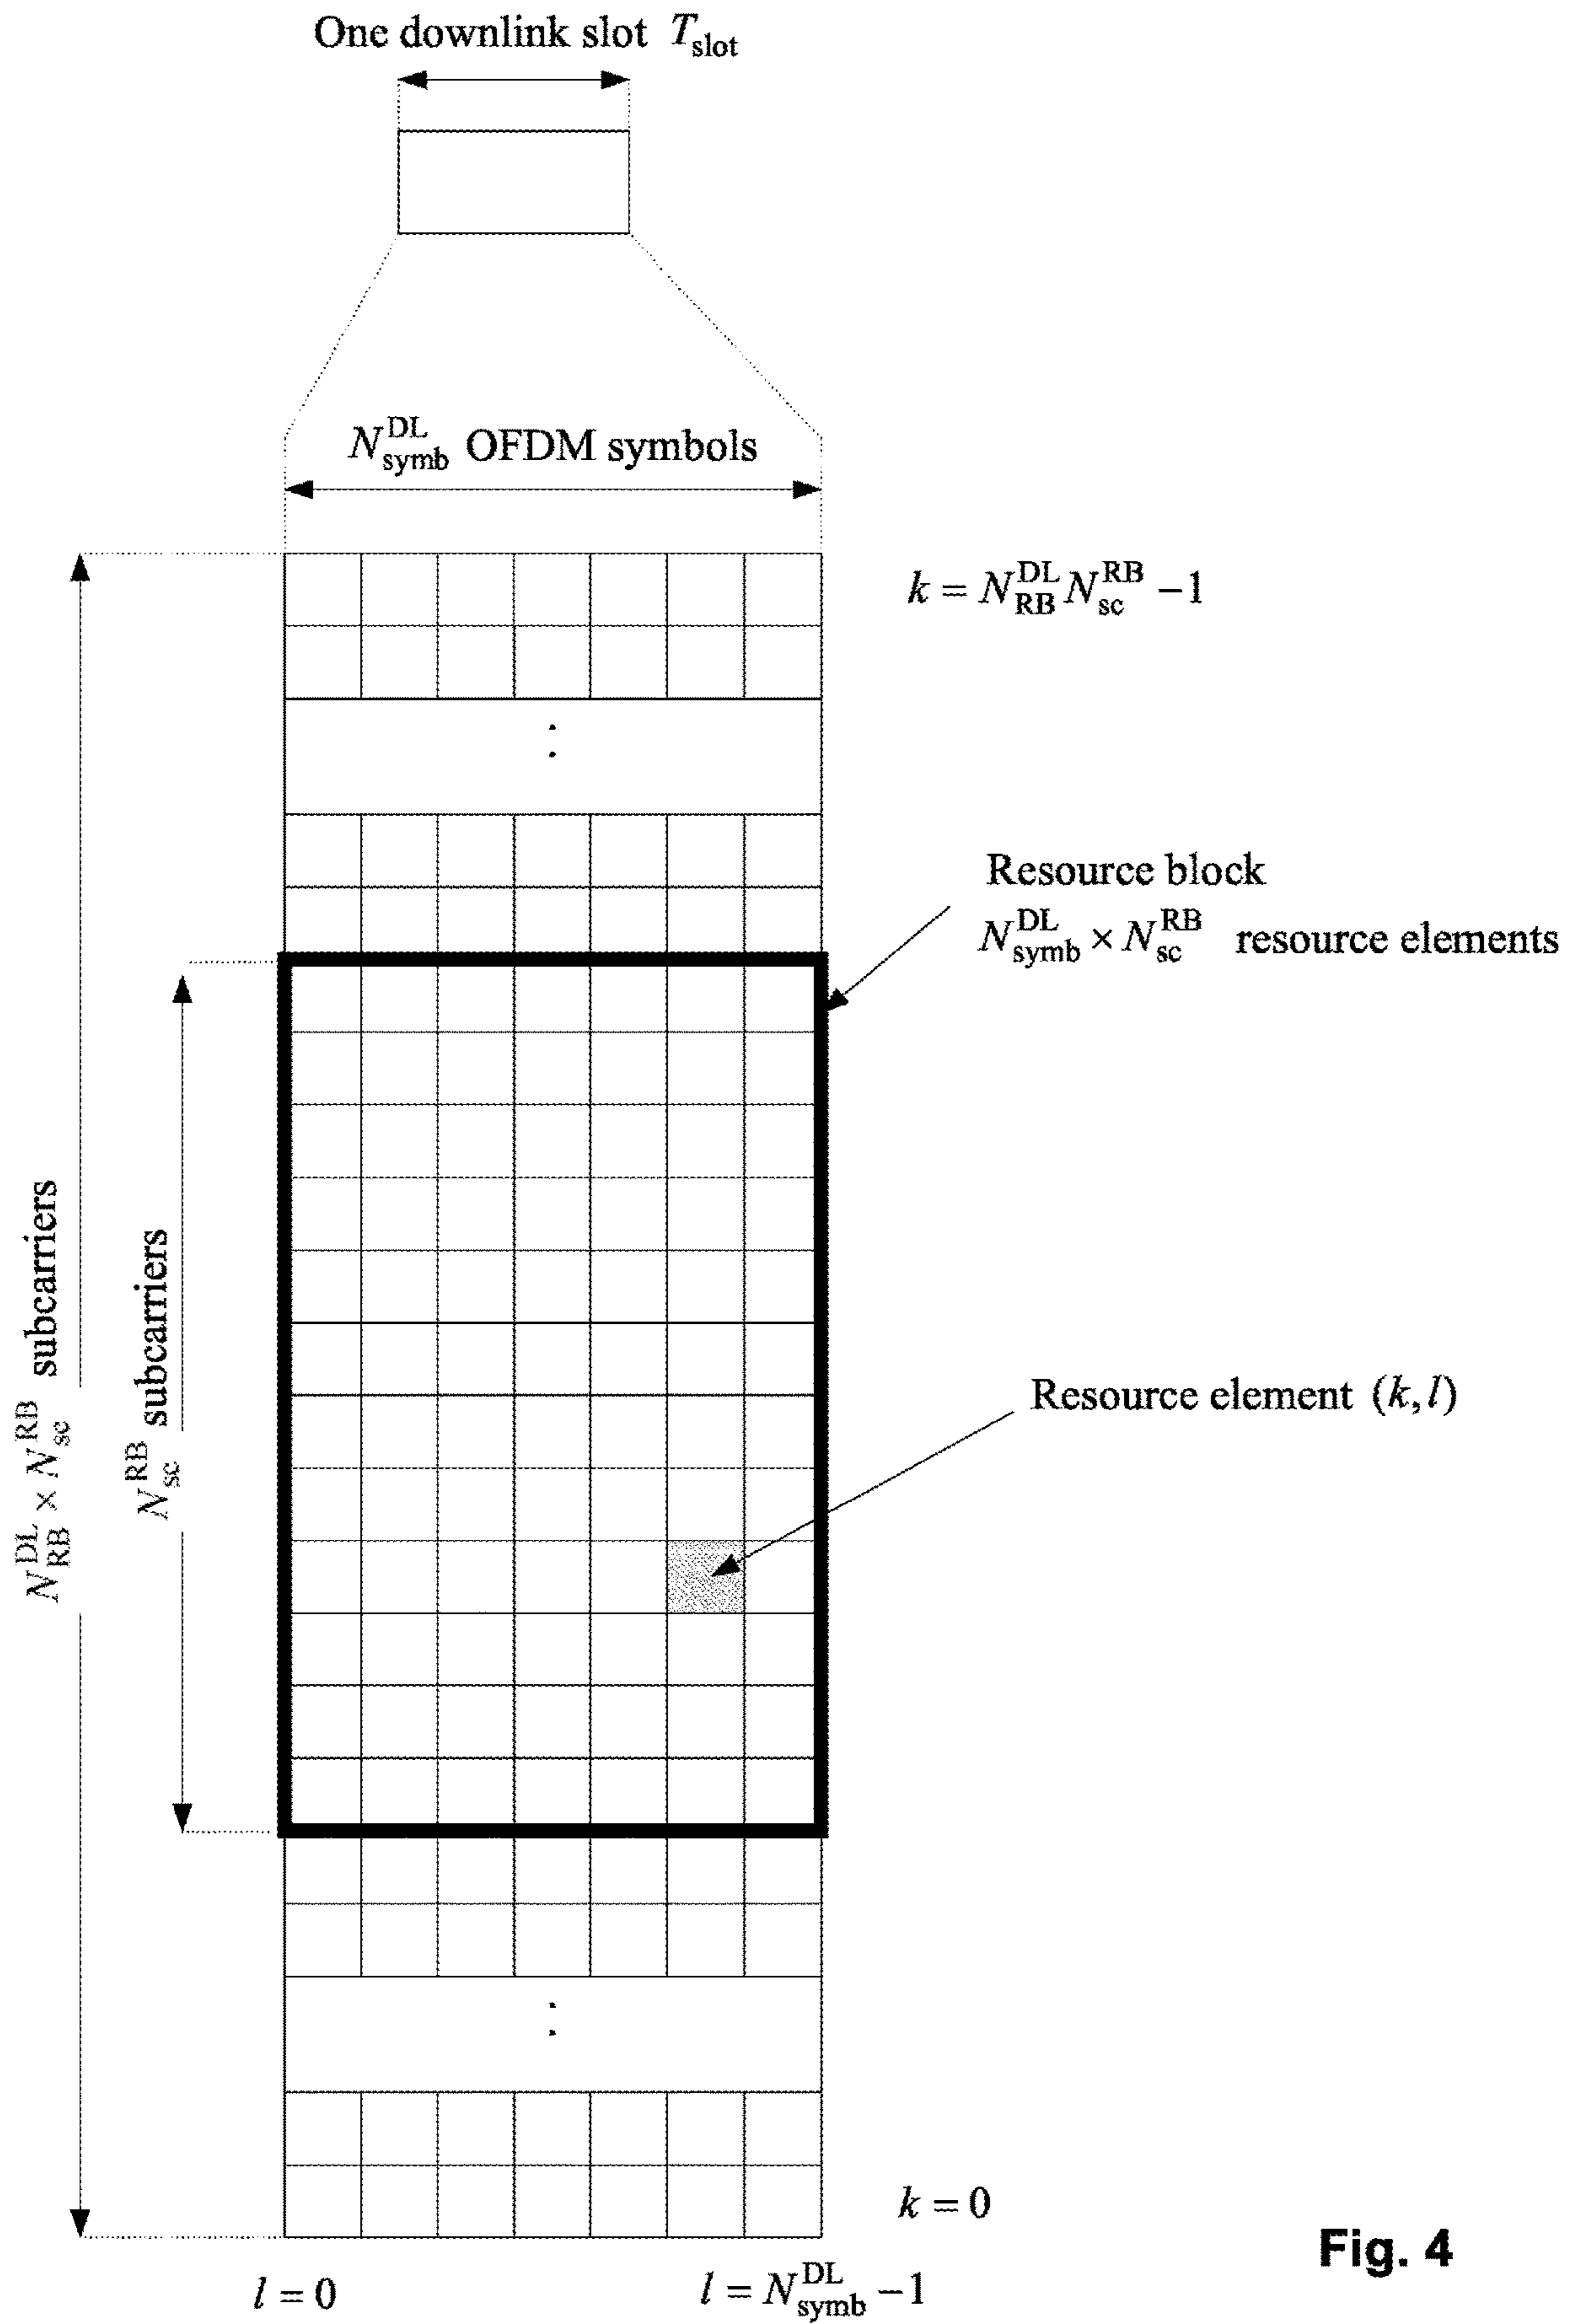 One downlink slot T_slot
N_symb^DL OFDM symbols
k = N_RB^DL N_sc^RB − 1
Resource block
N_symb^DL × N_sc^RB resource elements
N_RB^DL × N_sc^RB subcarriers
N_sc^RB subcarriers
Resource element (k, l)
k = 0
l = 0
l = N_symb^DL − 1
Fig. 4